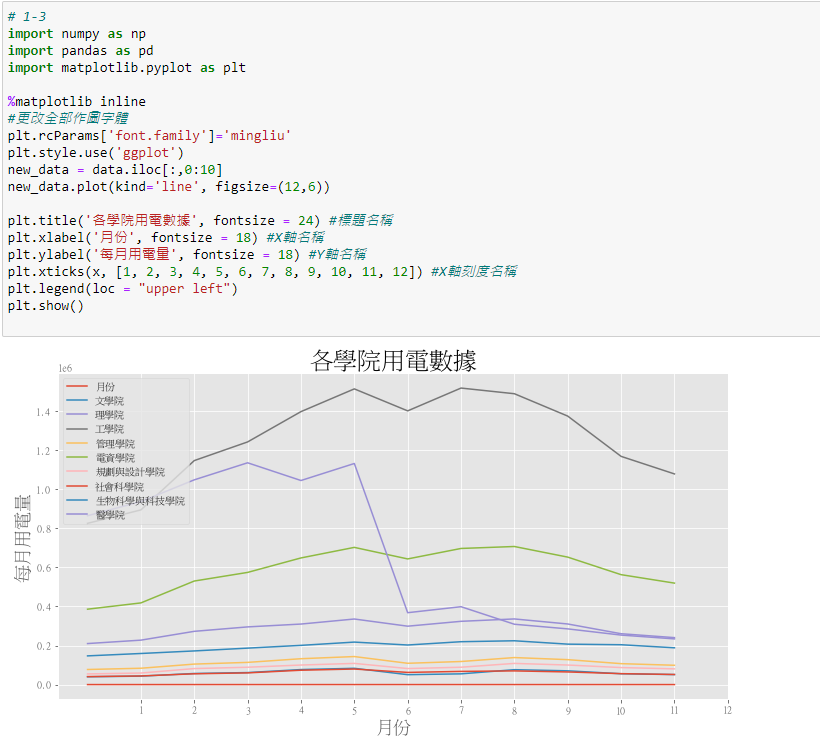 # 1-3
import numpy as np
import pandas as pd
import matplotlib.pyplot as plt
%matplotlib inline
#更改全部作圖字體
plt.rcParams['font.family']='mingliu'
plt.style.use('ggplot')
new_data = data.iloc[:,0:10]
new_data.plot(kind='line', figsize=(12,6))
plt.title('各學院用電數據', fontsize = 24) #標題名稱
plt.xlabel('月份', fontsize = 18) #X軸名稱
plt.ylabel('每月用電量', fontsize = 18) #Y軸名稱
plt.xticks(x, [1, 2, 3, 4, 5, 6, 7, 8, 9, 10, 11, 12]) #X軸刻度名稱
plt.legend(loc = "upper left")
plt.show()
各學院用電數據
1e6
月份
文學院
理學院
工學院
管理學院
電資學院
規劃與設計學院
社會科學院
生物科學與科技學院
醫學院
每月用電量
1.4
1.2
1.0
0.8
0.6
0.4
0.2
0.0
1 2 3 4 5 6 7 8 9 10 11 12
月份